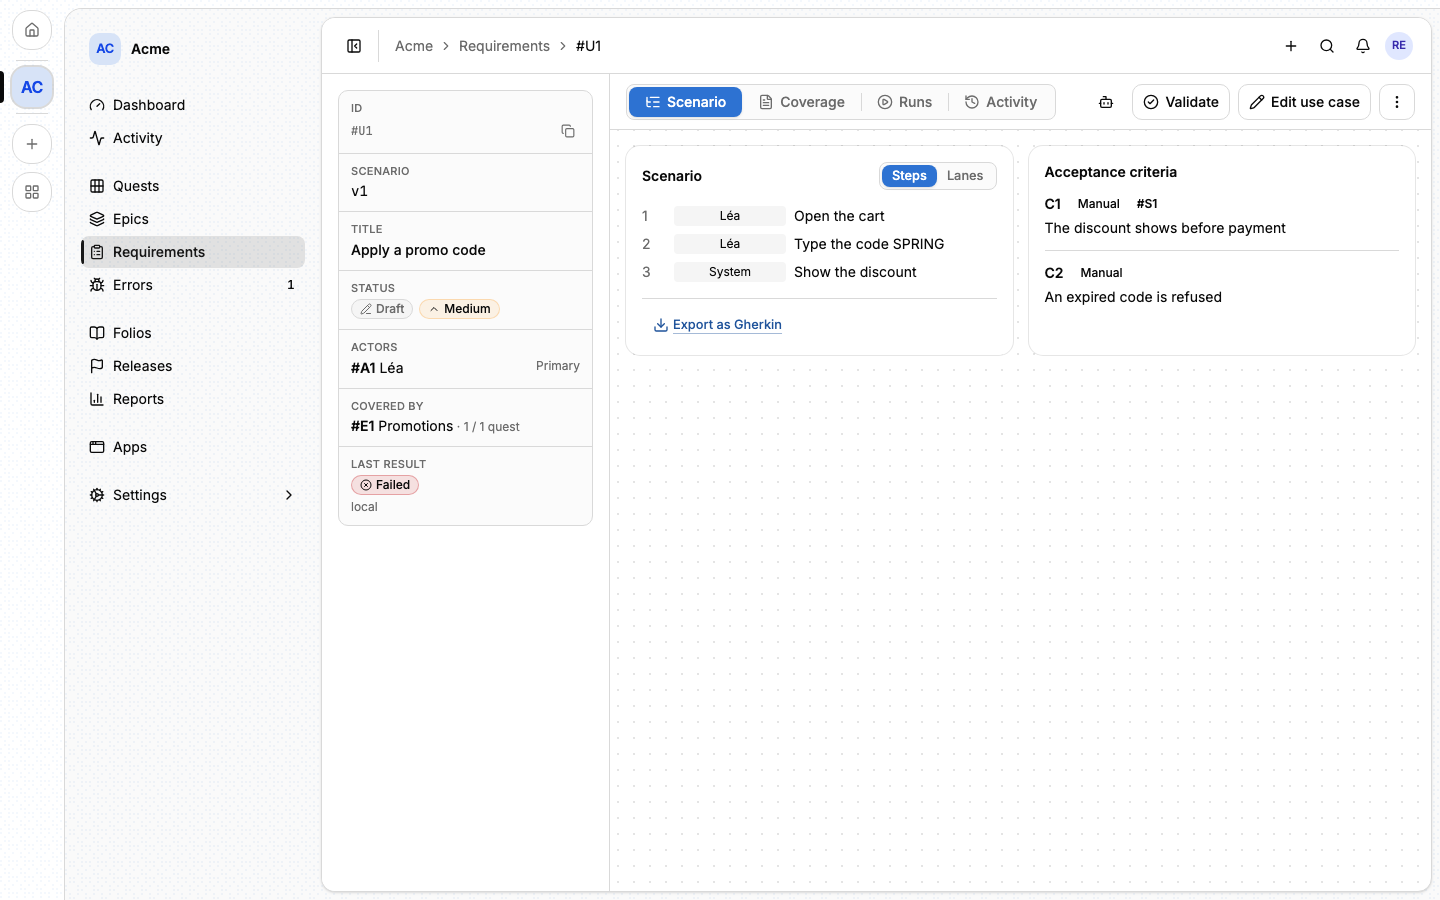 AC
AC Acme
Dashboard
Activity
Quests
Epics
Requirements
Errors 1
Folios
Releases
Reports
Apps
Settings
Acme > Requirements > #U1
RE
ID
#U1
SCENARIO
v1
TITLE
Apply a promo code
STATUS
Draft Medium
ACTORS
#A1 Léa Primary
COVERED BY
#E1 Promotions · 1 / 1 quest
LAST RESULT
Failed
local
Scenario Coverage Runs Activity
Validate Edit use case
Scenario Steps Lanes
1 Léa Open the cart
2 Léa Type the code SPRING
3 System Show the discount
Export as Gherkin
Acceptance criteria
C1 Manual #S1
The discount shows before payment
C2 Manual
An expired code is refused